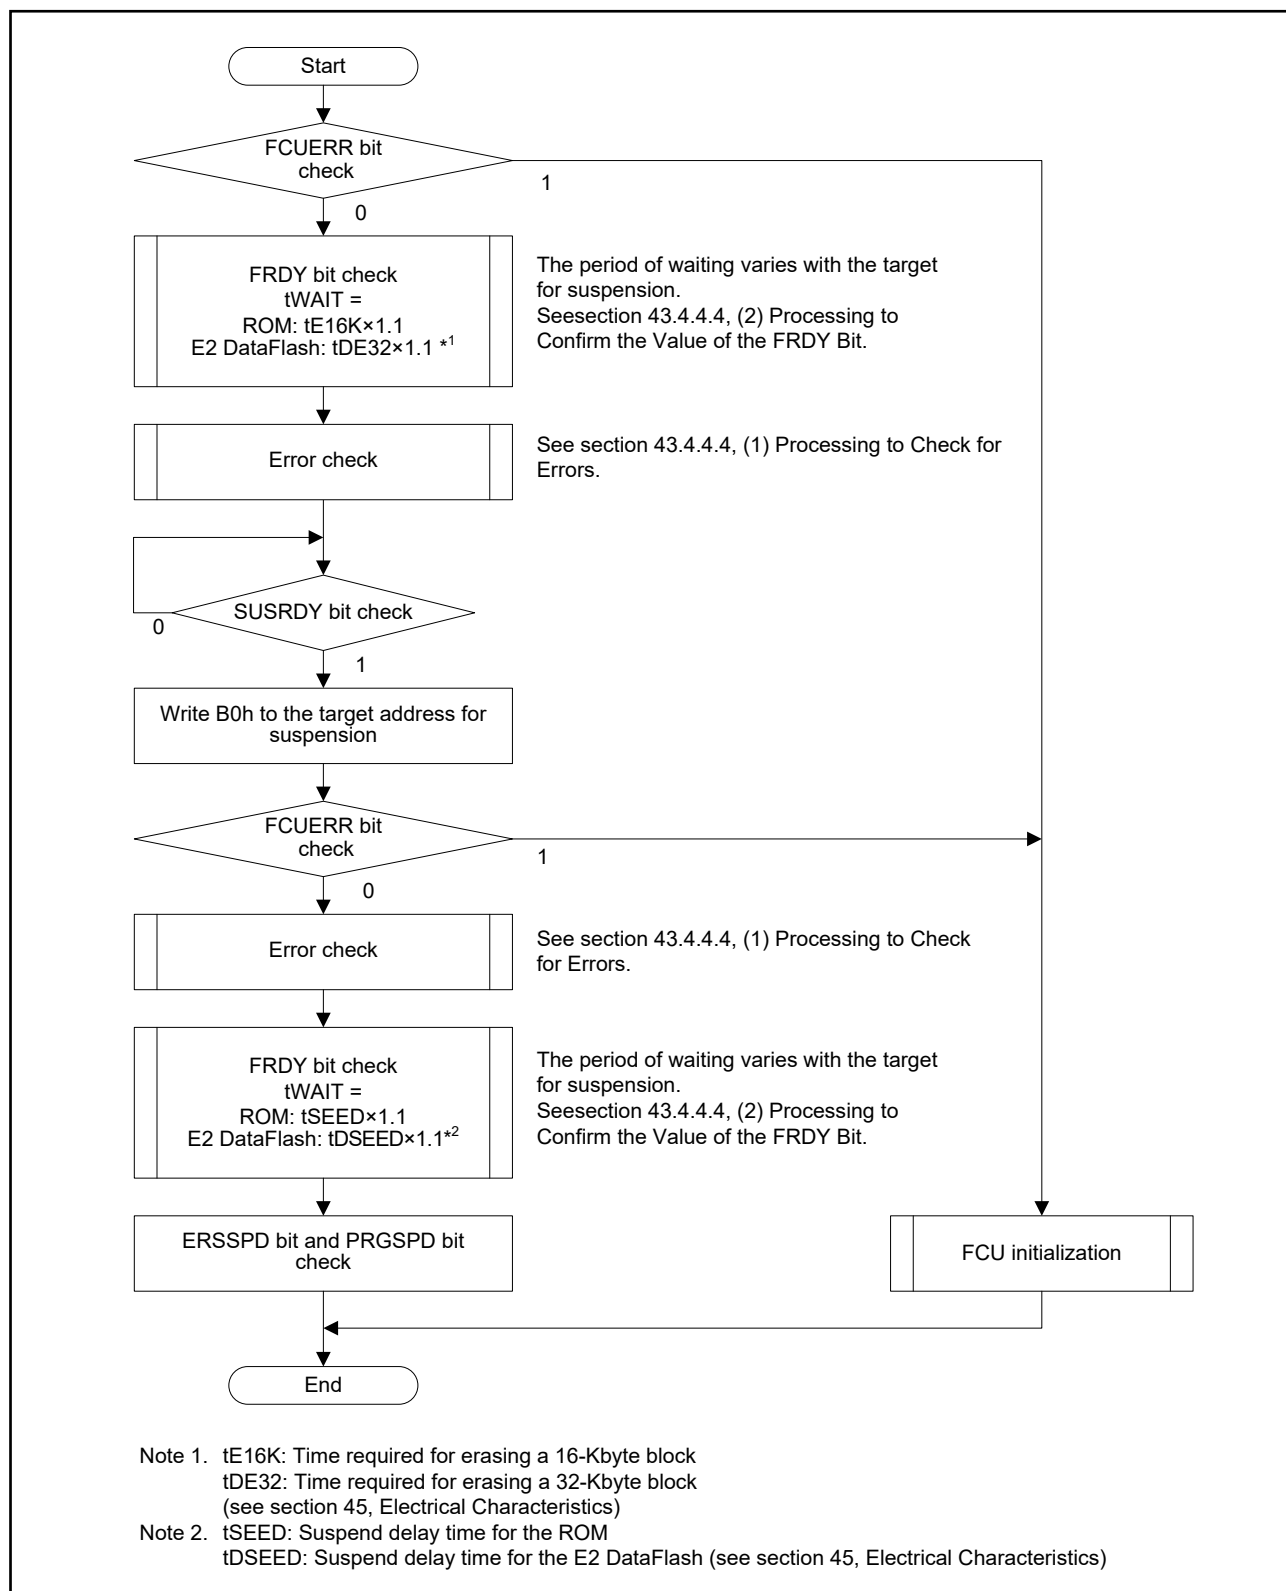 Start
FCUERR bit
check
1
0
FRDY bit check
tWAIT =
ROM: tE16K×1.1
E2 DataFlash: tDE32×1.1 *1
The period of waiting varies with the target
for suspension.
Seesection 43.4.4.4, (2) Processing to
Confirm the Value of the FRDY Bit.
Error check
See section 43.4.4.4, (1) Processing to Check for
Errors.
SUSRDY bit check
0
1
Write B0h to the target address for
suspension
FCUERR bit
check
1
0
Error check
See section 43.4.4.4, (1) Processing to Check
for Errors.
FRDY bit check
tWAIT =
ROM: tSEED×1.1
E2 DataFlash: tDSEED×1.1*2
The period of waiting varies with the target
for suspension.
Seesection 43.4.4.4, (2) Processing to
Confirm the Value of the FRDY Bit.
ERSSPD bit and PRGSPD bit
check
FCU initialization
End
Note 1. tE16K: Time required for erasing a 16-Kbyte block
tDE32: Time required for erasing a 32-Kbyte block
(see section 45, Electrical Characteristics)
Note 2. tSEED: Suspend delay time for the ROM
tDSEED: Suspend delay time for the E2 DataFlash (see section 45, Electrical Characteristics)